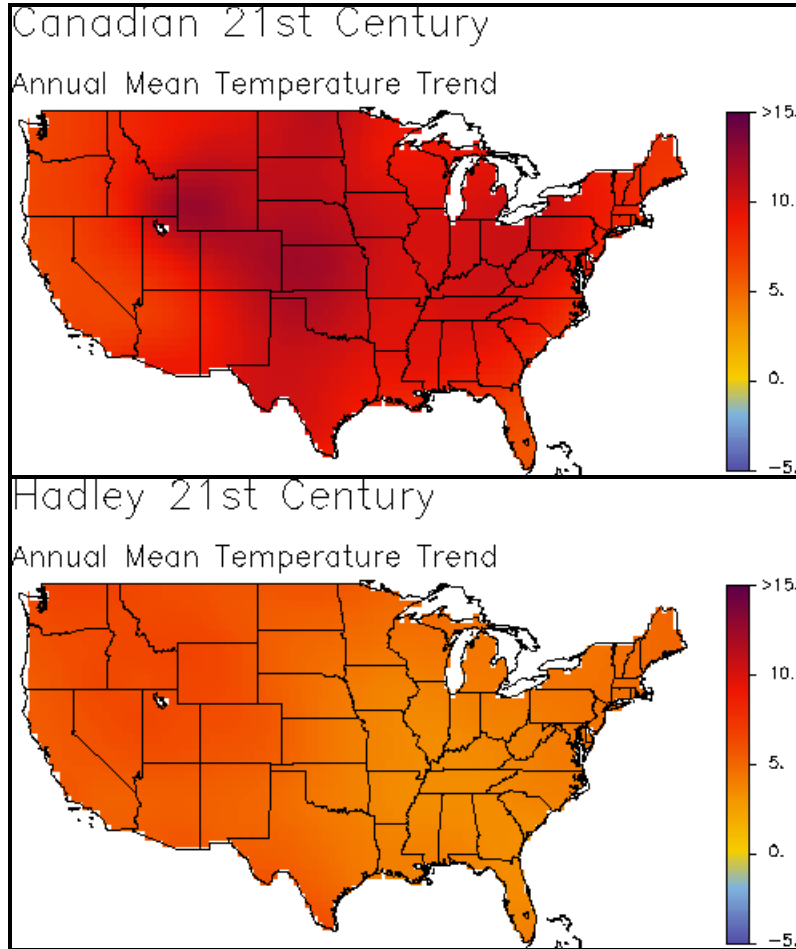 Canadian 21st Century
Annual Mean Temperature Trend
>15.
10.
5.
0.
-5.
Hadley 21st Century
Annual Mean Temperature Trend
>15.
10.
5.
0.
-5.